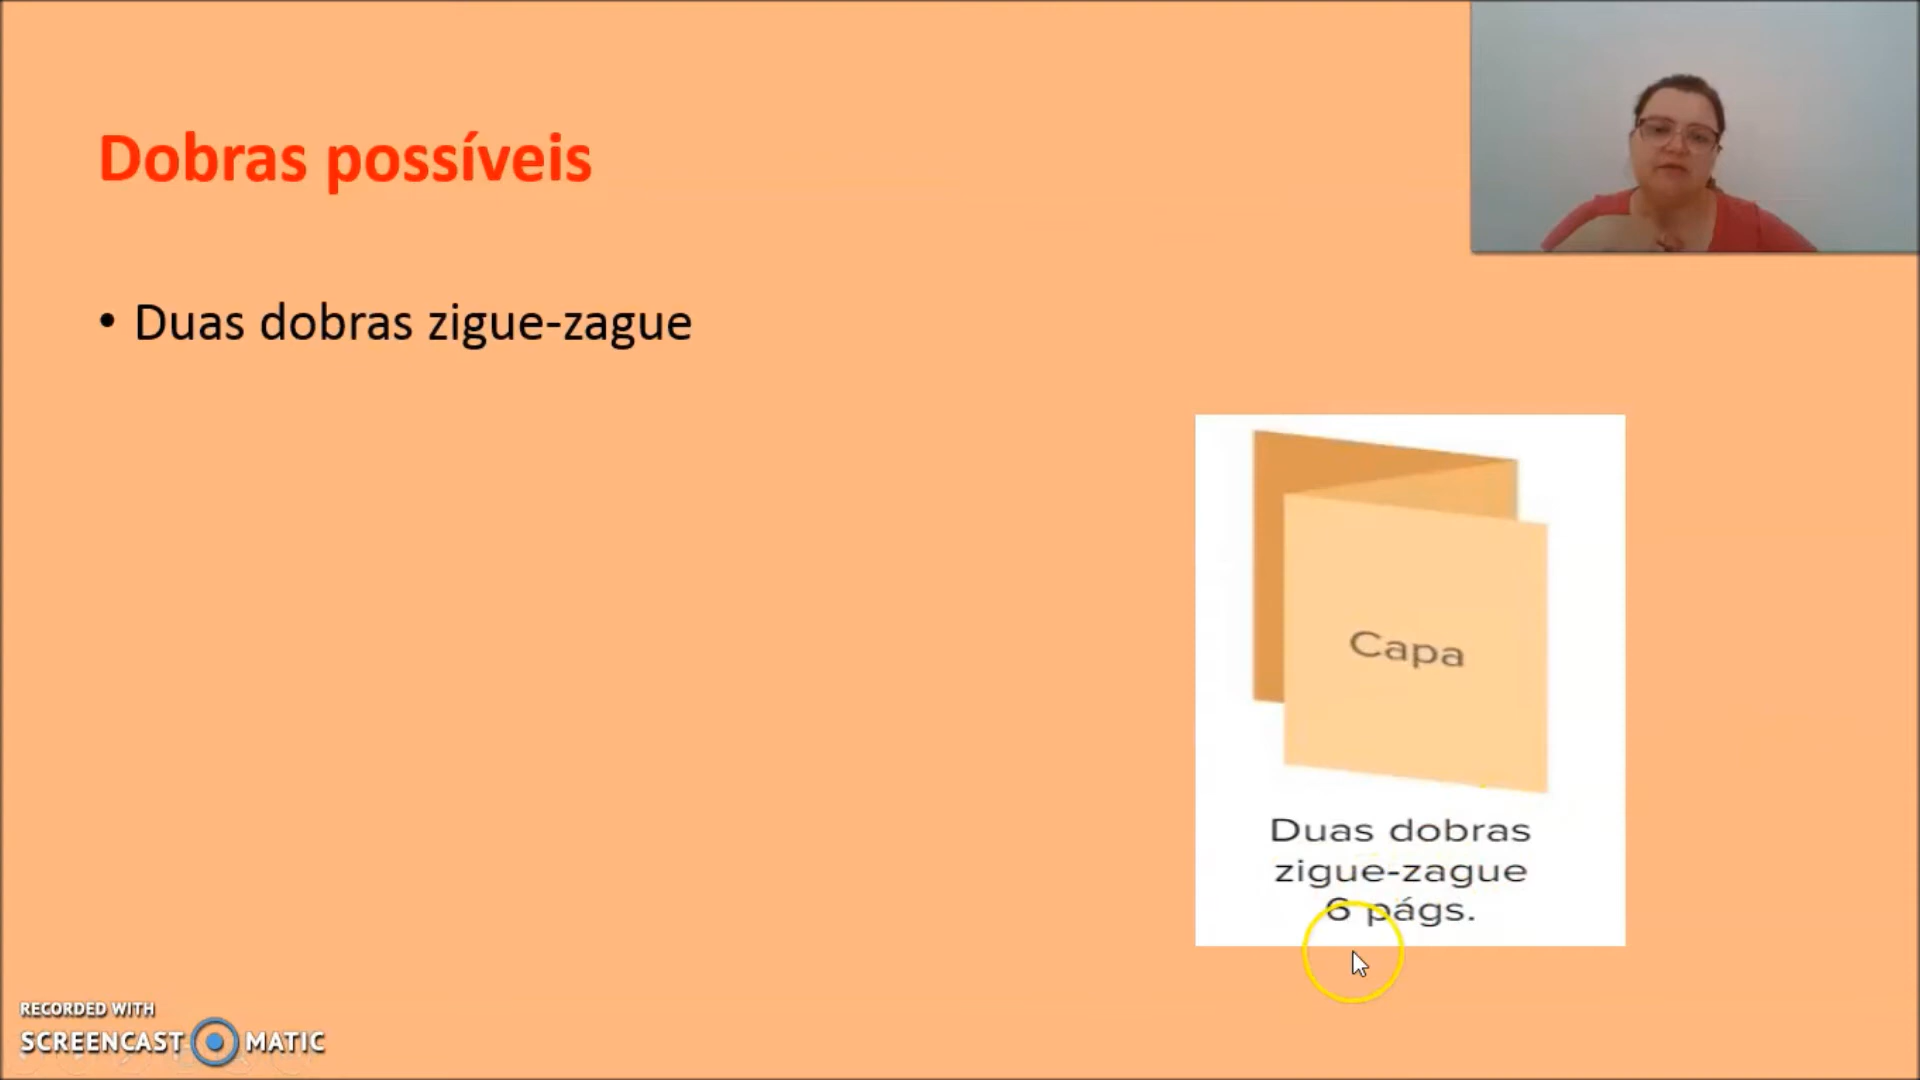 Dobras possíveis
• Duas dobras zigue-zague
Capa
Duas dobras
zigue-zague
6 págs.
RECORDED WITH
SCREENCAST MATIC